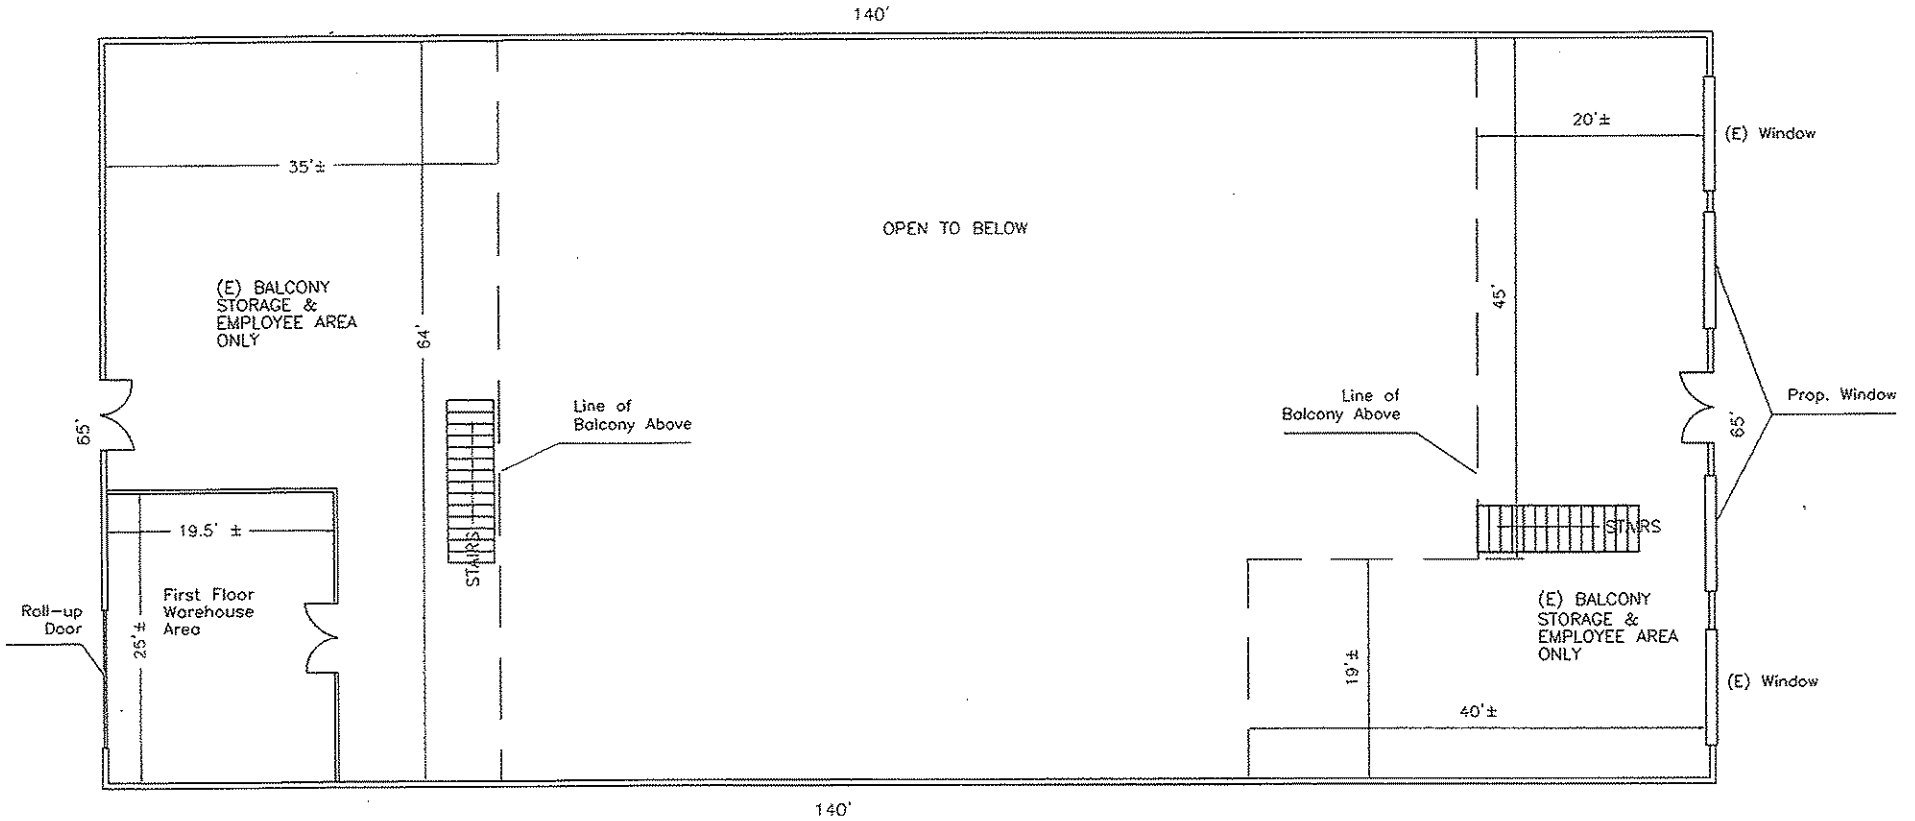 140'
20'±
(E) Window
35'±
OPEN TO BELOW
(E) BALCONY
STORAGE &
EMPLOYEE AREA
ONLY
64'
45'
Line of
Balcony Above
Line of
Balcony Above
Prop. Window
65'
65'
19.5' ±
STAIRS
STAIRS
First Floor
Warehouse
Area
Roll-up
Door
25'±
(E) BALCONY
STORAGE &
EMPLOYEE AREA
ONLY
19'±
(E) Window
40'±
140'